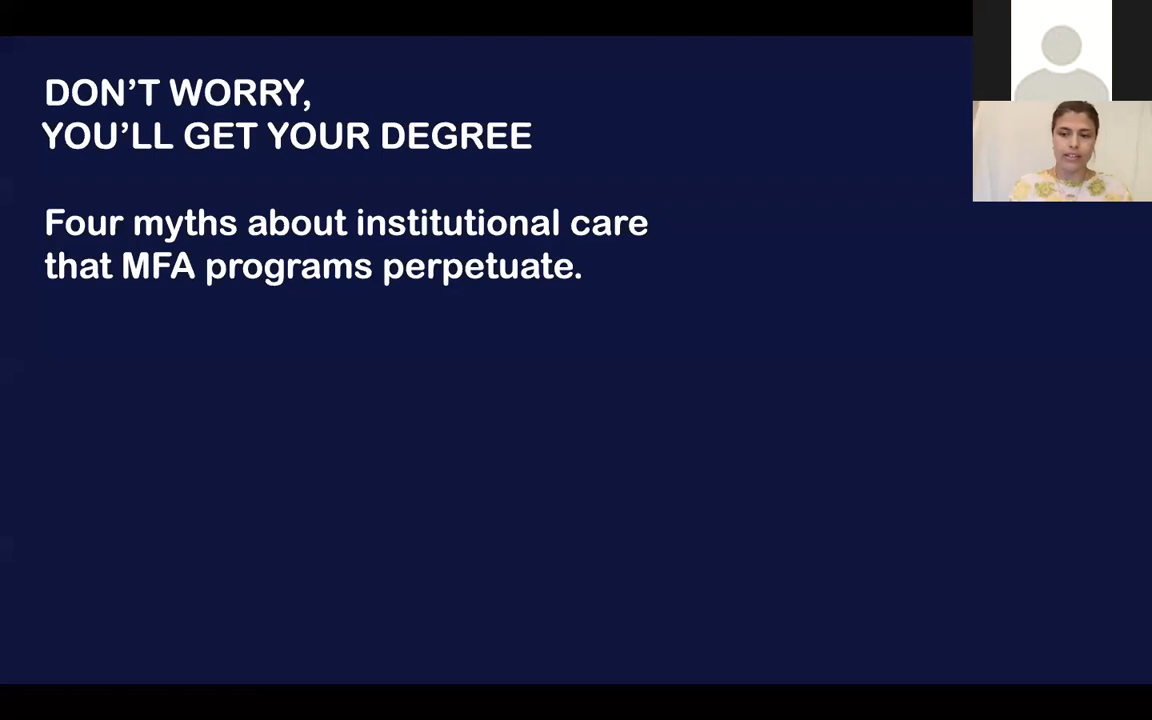 DON’T WORRY,
YOU’LL GET YOUR DEGREE
Four myths about institutional care
that MFA programs perpetuate.